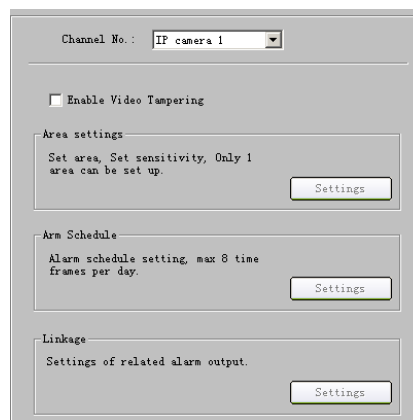 Channel No.: IP camera 1
Enable Video Tampering
Area settings
Set area, Set sensitivity, Only 1
area can be set up.
Settings
Arm Schedule
Alarm schedule setting, max 8 time
frames per day.
Settings
Linkage
Settings of related alarm output.
Settings